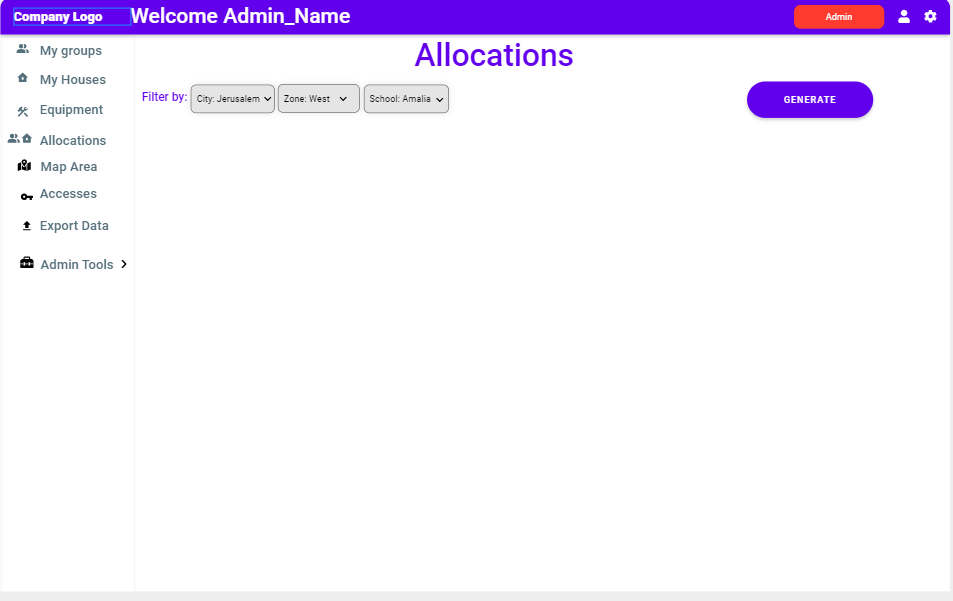 Company Logo Welcome Admin_Name Admin
My groups
Allocations
My Houses
Filter by: City: Jerusalem Zone: West School: Amalia GENERATE
Equipment
Allocations
Map Area
Accesses
Export Data
Admin Tools